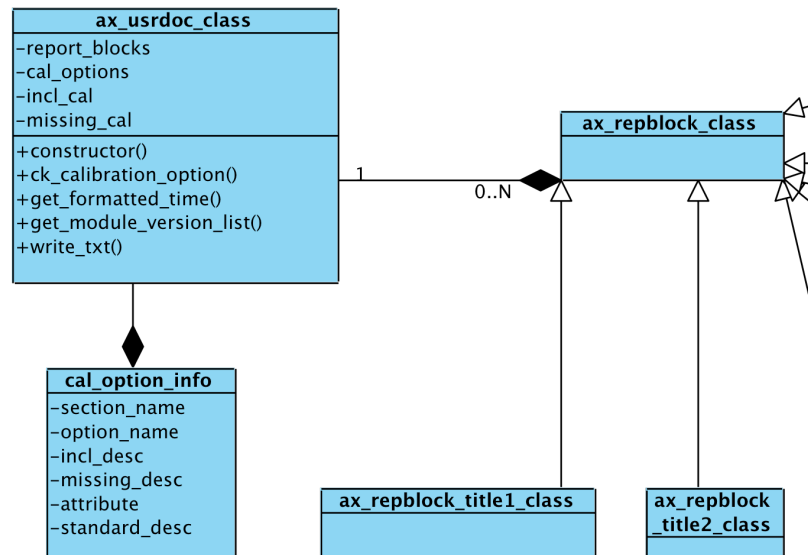 ax_usrdoc_class
-report_blocks
-cal_options
-incl_cal
-missing_cal
+constructor()
+ck_calibration_option()
+get_formatted_time()
+get_module_version_list()
+write_txt()
1
0..N
ax_repblock_class
cal_option_info
-section_name
-option_name
-incl_desc
-missing_desc
-attribute
-standard_desc
ax_repblock_title1_class
ax_repblock
_title2_class